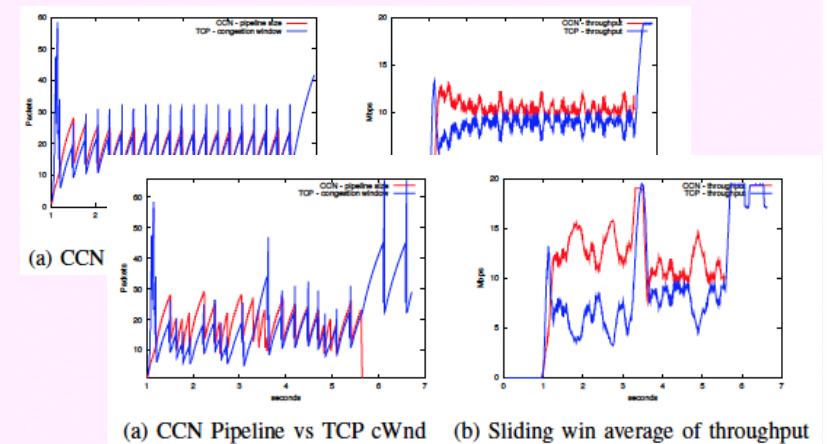 60
50
40
30
20
10
0
Packets
CCN - pipeline size
TCP - congestion window
1
2
(a) CCN
20
15
10
Mbps
CCN - throughput
TCP - throughput
60
50
40
30
20
10
Packets
CCN - pipeline size
TCP - congestion window
1 2 3 4 5 6 7
seconds
20
15
10
5
0
Mbps
CCN - throughput
TCP - throughput
0 1 2 3 4 5 6 7
seconds
(a) CCN Pipeline vs TCP cWnd
(b) Sliding win average of throughput